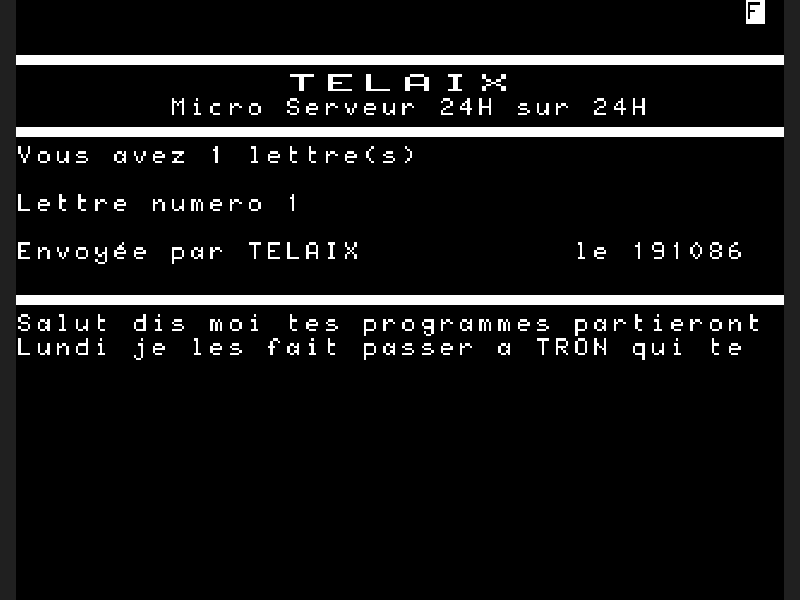 F
TELAIX
Micro Serveur 24H sur 24H
Vous avez 1 lettre(s)
Lettre numero 1
Envoyée par TELAIX le 191086
Salut dis moi tes programmes partieront
Lundi je les fait passer a TRON qui te